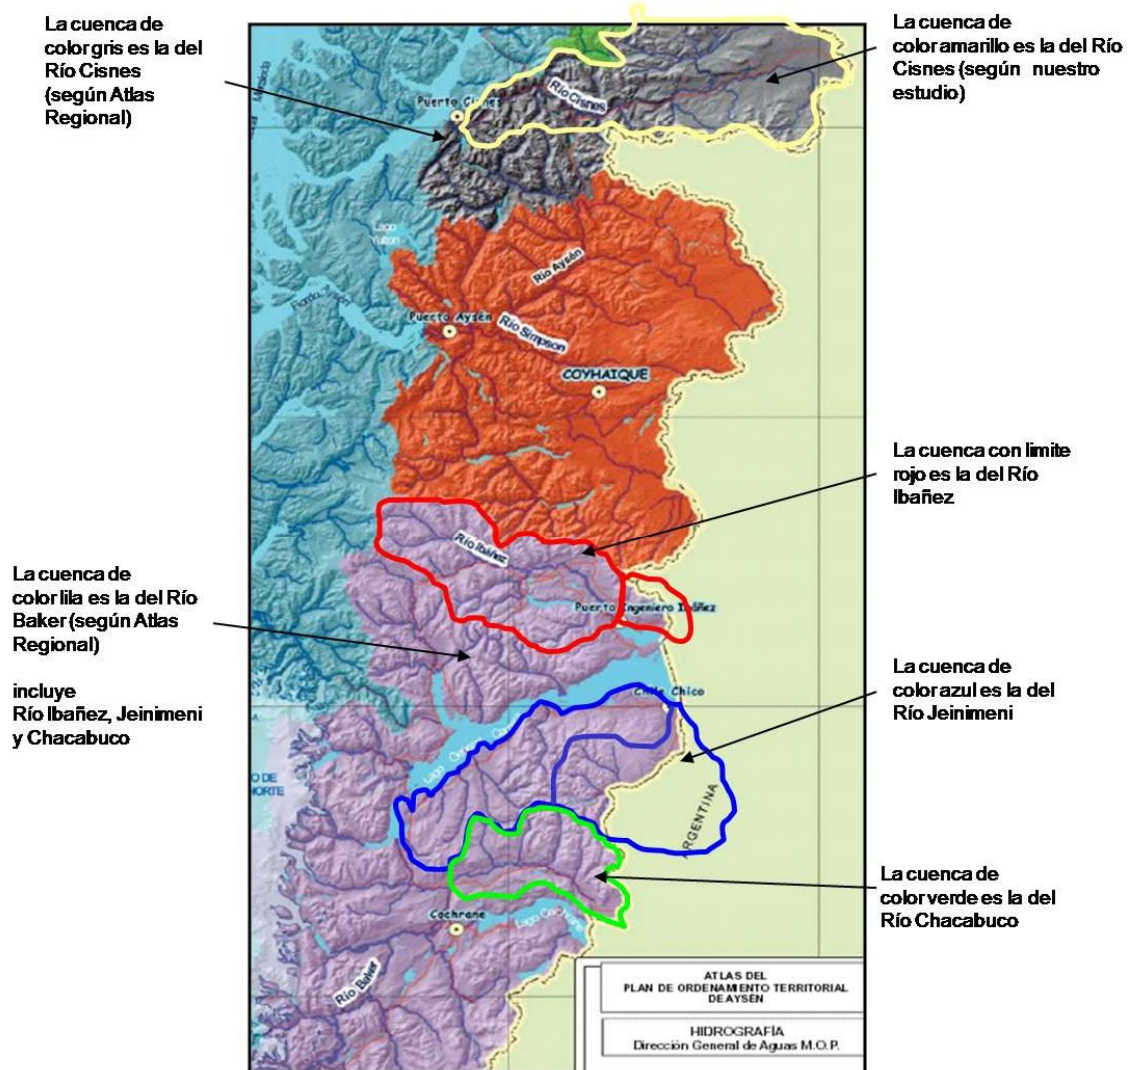 La cuenca de
color gris es la del
Río Cisnes
(según Atlas
Regional)
La cuenca de
color amarillo es la del Río
Cisnes (según nuestro
estudio)
Puerto Cisnes
Río Cisnes
Río Aysén
Puerto Aysén
Río Simpson
COYHAIQUE
La cuenca con limite
rojo es la del Río
Ibañez
Río Ibáñez
La cuenca de
color lila es la del Río
Baker (según Atlas
Regional)
incluye
Río Ibañez, Jeinimeni
y Chacabuco
Puerto Ingeniero Ibáñez
La cuenca de
color azul es la del
Río Jeinimeni
Chile Chico
Lago
ARGENTINA
O DE
NORTE
La cuenca de
color verde es la del
Río Chacabuco
Cochrane
Lago
Río Baker
ATLAS DEL
PLAN DE ORDENAMIENTO TERRITORIAL
DE AYSÉN
HIDROGRAFÍA
Dirección General de Aguas M.O.P.